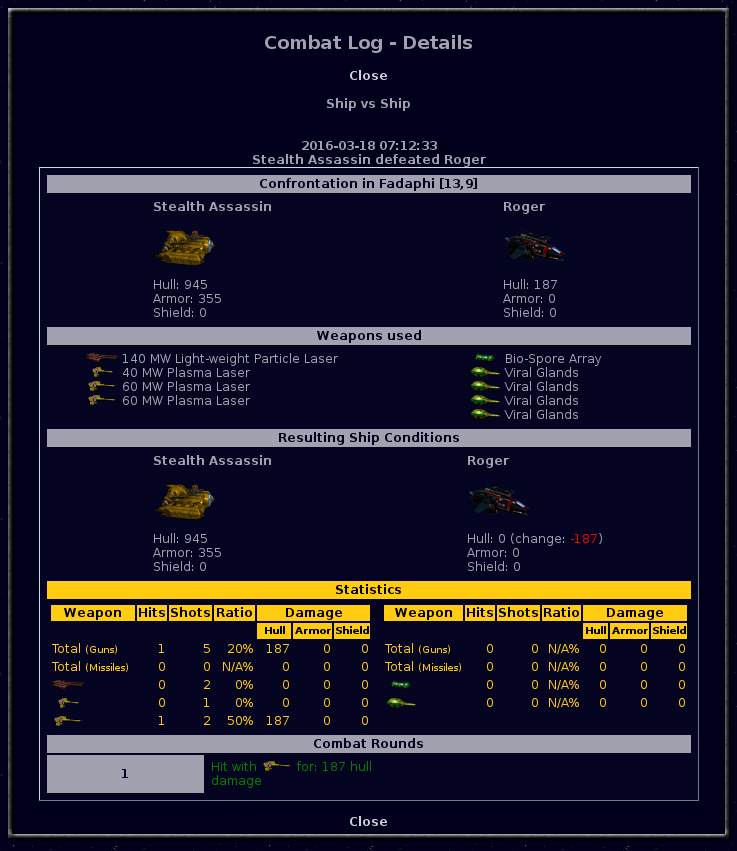 Combat Log - Details
Close
Ship vs Ship
2016-03-18 07:12:33
Stealth Assassin defeated Roger
Confrontation in Fadaphi [13,9]
Stealth Assassin Roger
Hull: 945 Hull: 187
Armor: 355 Armor: 0
Shield: 0 Shield: 0
Weapons used
140 MW Light-weight Particle Laser Bio-Spore Array
40 MW Plasma Laser Viral Glands
60 MW Plasma Laser Viral Glands
60 MW Plasma Laser Viral Glands
Viral Glands
Resulting Ship Conditions
Stealth Assassin Roger
Hull: 945 Hull: 0 (change: -187)
Armor: 355 Armor: 0
Shield: 0 Shield: 0
Statistics
Weapon Hits Shots Ratio Damage Weapon Hits Shots Ratio Damage
Hull Armor Shield Hull Armor Shield
Total (Guns) 1 5 20% 187 0 0 Total (Guns) 0 0 N/A% 0 0 0
Total (Missiles) 0 0 N/A% 0 0 0 Total (Missiles) 0 0 N/A% 0 0 0
0 2 0% 0 0 0 0 0 N/A% 0 0 0
0 1 0% 0 0 0 0 0 N/A% 0 0 0
1 2 50% 187 0 0
Combat Rounds
1 Hit with for: 187 hull
damage
Close